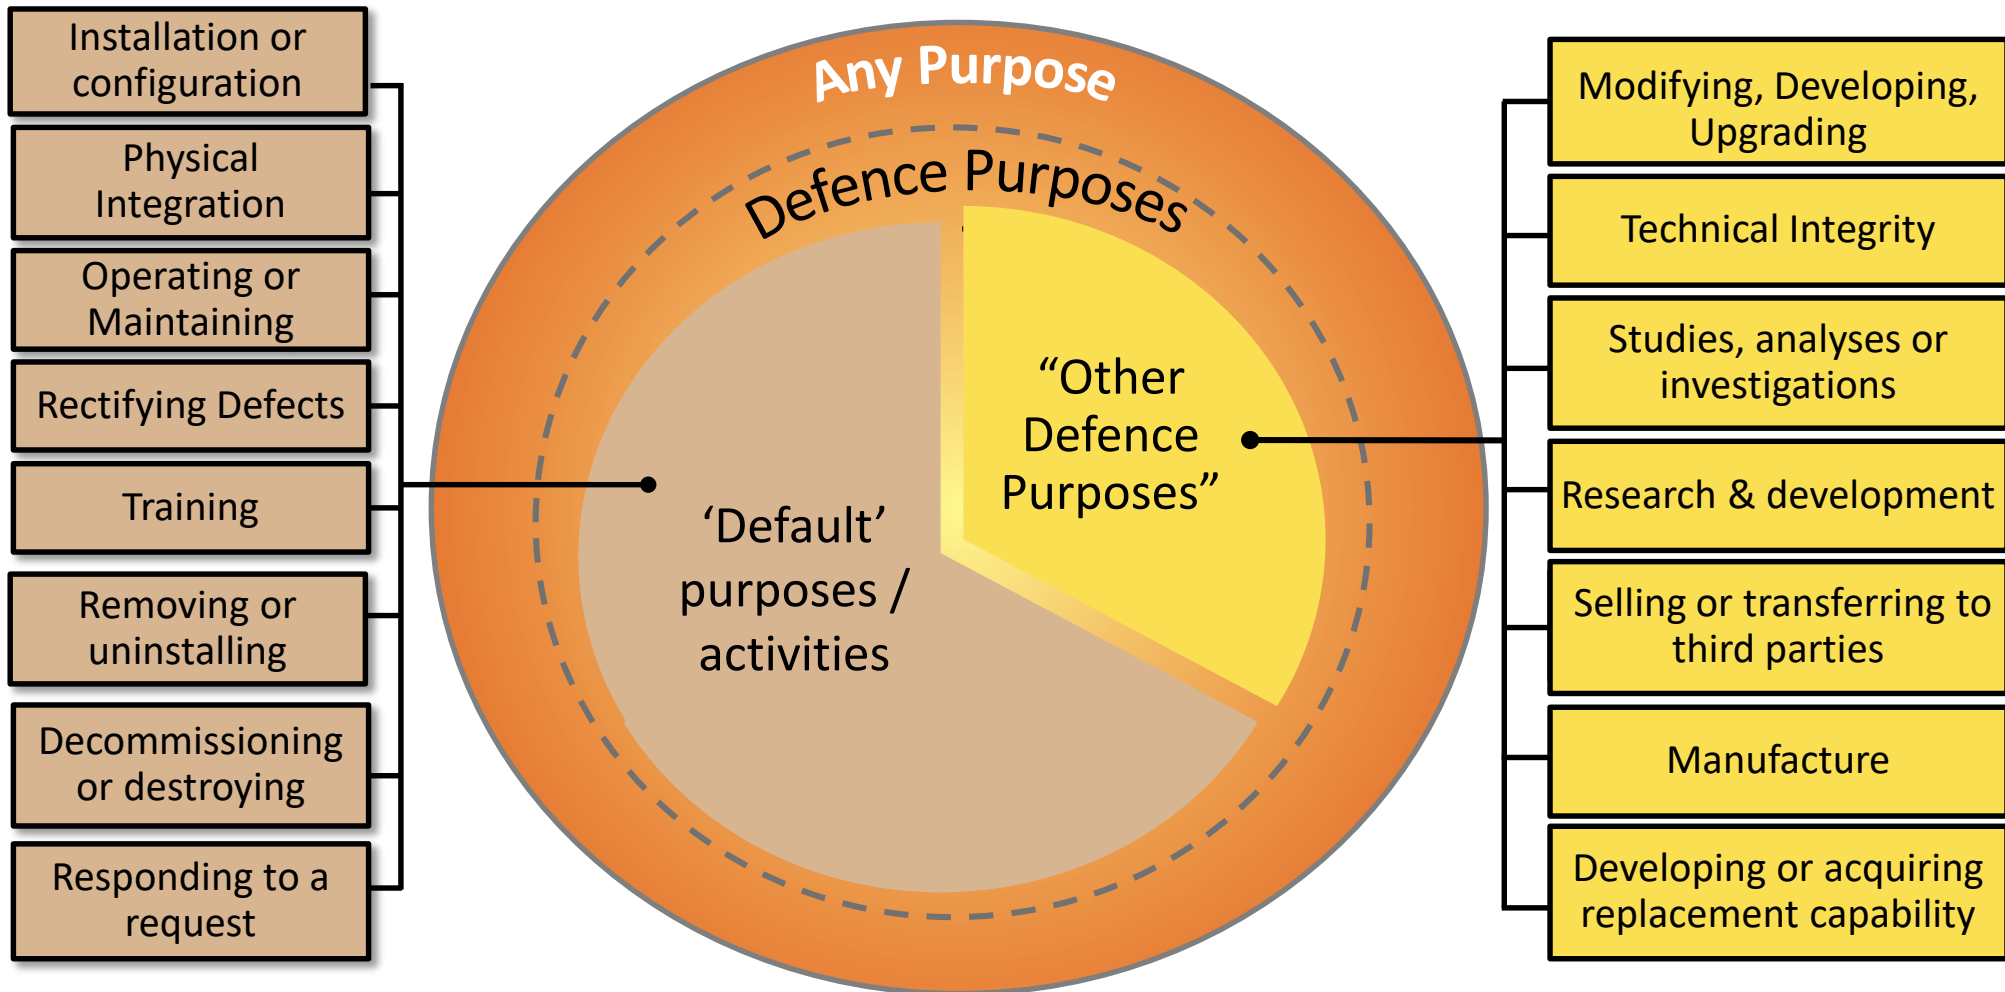 Installation or
configuration
Physical
Integration
Operating or
Maintaining
Rectifying Defects
Training
Removing or
uninstalling
Decommissioning
or destroying
Responding to a
request
Any Purpose
Defence Purposes
‘Default’
purposes /
activities
“Other
Defence
Purposes”
Modifying, Developing,
Upgrading
Technical Integrity
Studies, analyses or
investigations
Research & development
Selling or transferring to
third parties
Manufacture
Developing or acquiring
replacement capability